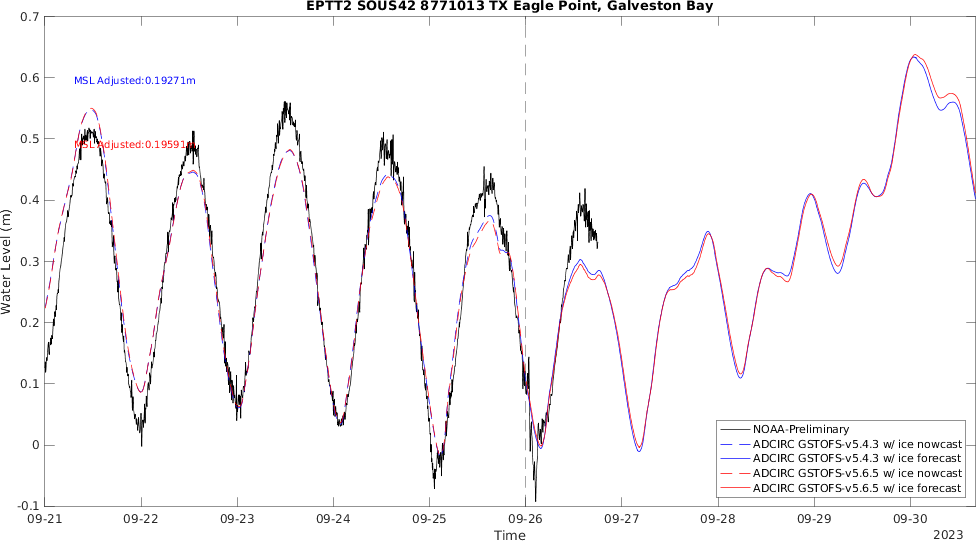 EPTT2 SOUS42 8771013 TX Eagle Point, Galveston Bay
0.7
0.6
0.5
0.4
0.3
0.2
0.1
0
-0.1
Water Level (m)
MSL Adjusted:0.19271m
MSL Adjusted:0.19591m
NOAA-Preliminary
ADCIRC GSTOFS-v5.4.3 w/ ice nowcast
ADCIRC GSTOFS-v5.4.3 w/ ice forecast
ADCIRC GSTOFS-v5.6.5 w/ ice nowcast
ADCIRC GSTOFS-v5.6.5 w/ ice forecast
09-21 09-22 09-23 09-24 09-25 09-26 09-27 09-28 09-29 09-30
Time
2023